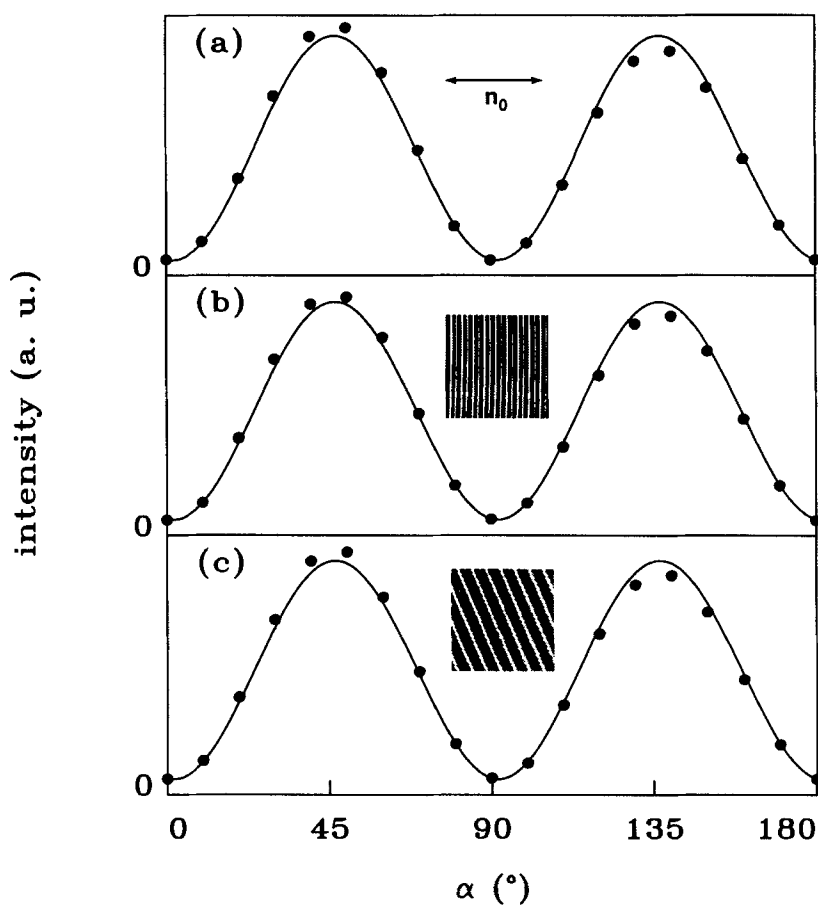 (a)
n₀
0
(b)
0
(c)
0
0 45 90 135 180
α (°)
intensity (a. u.)